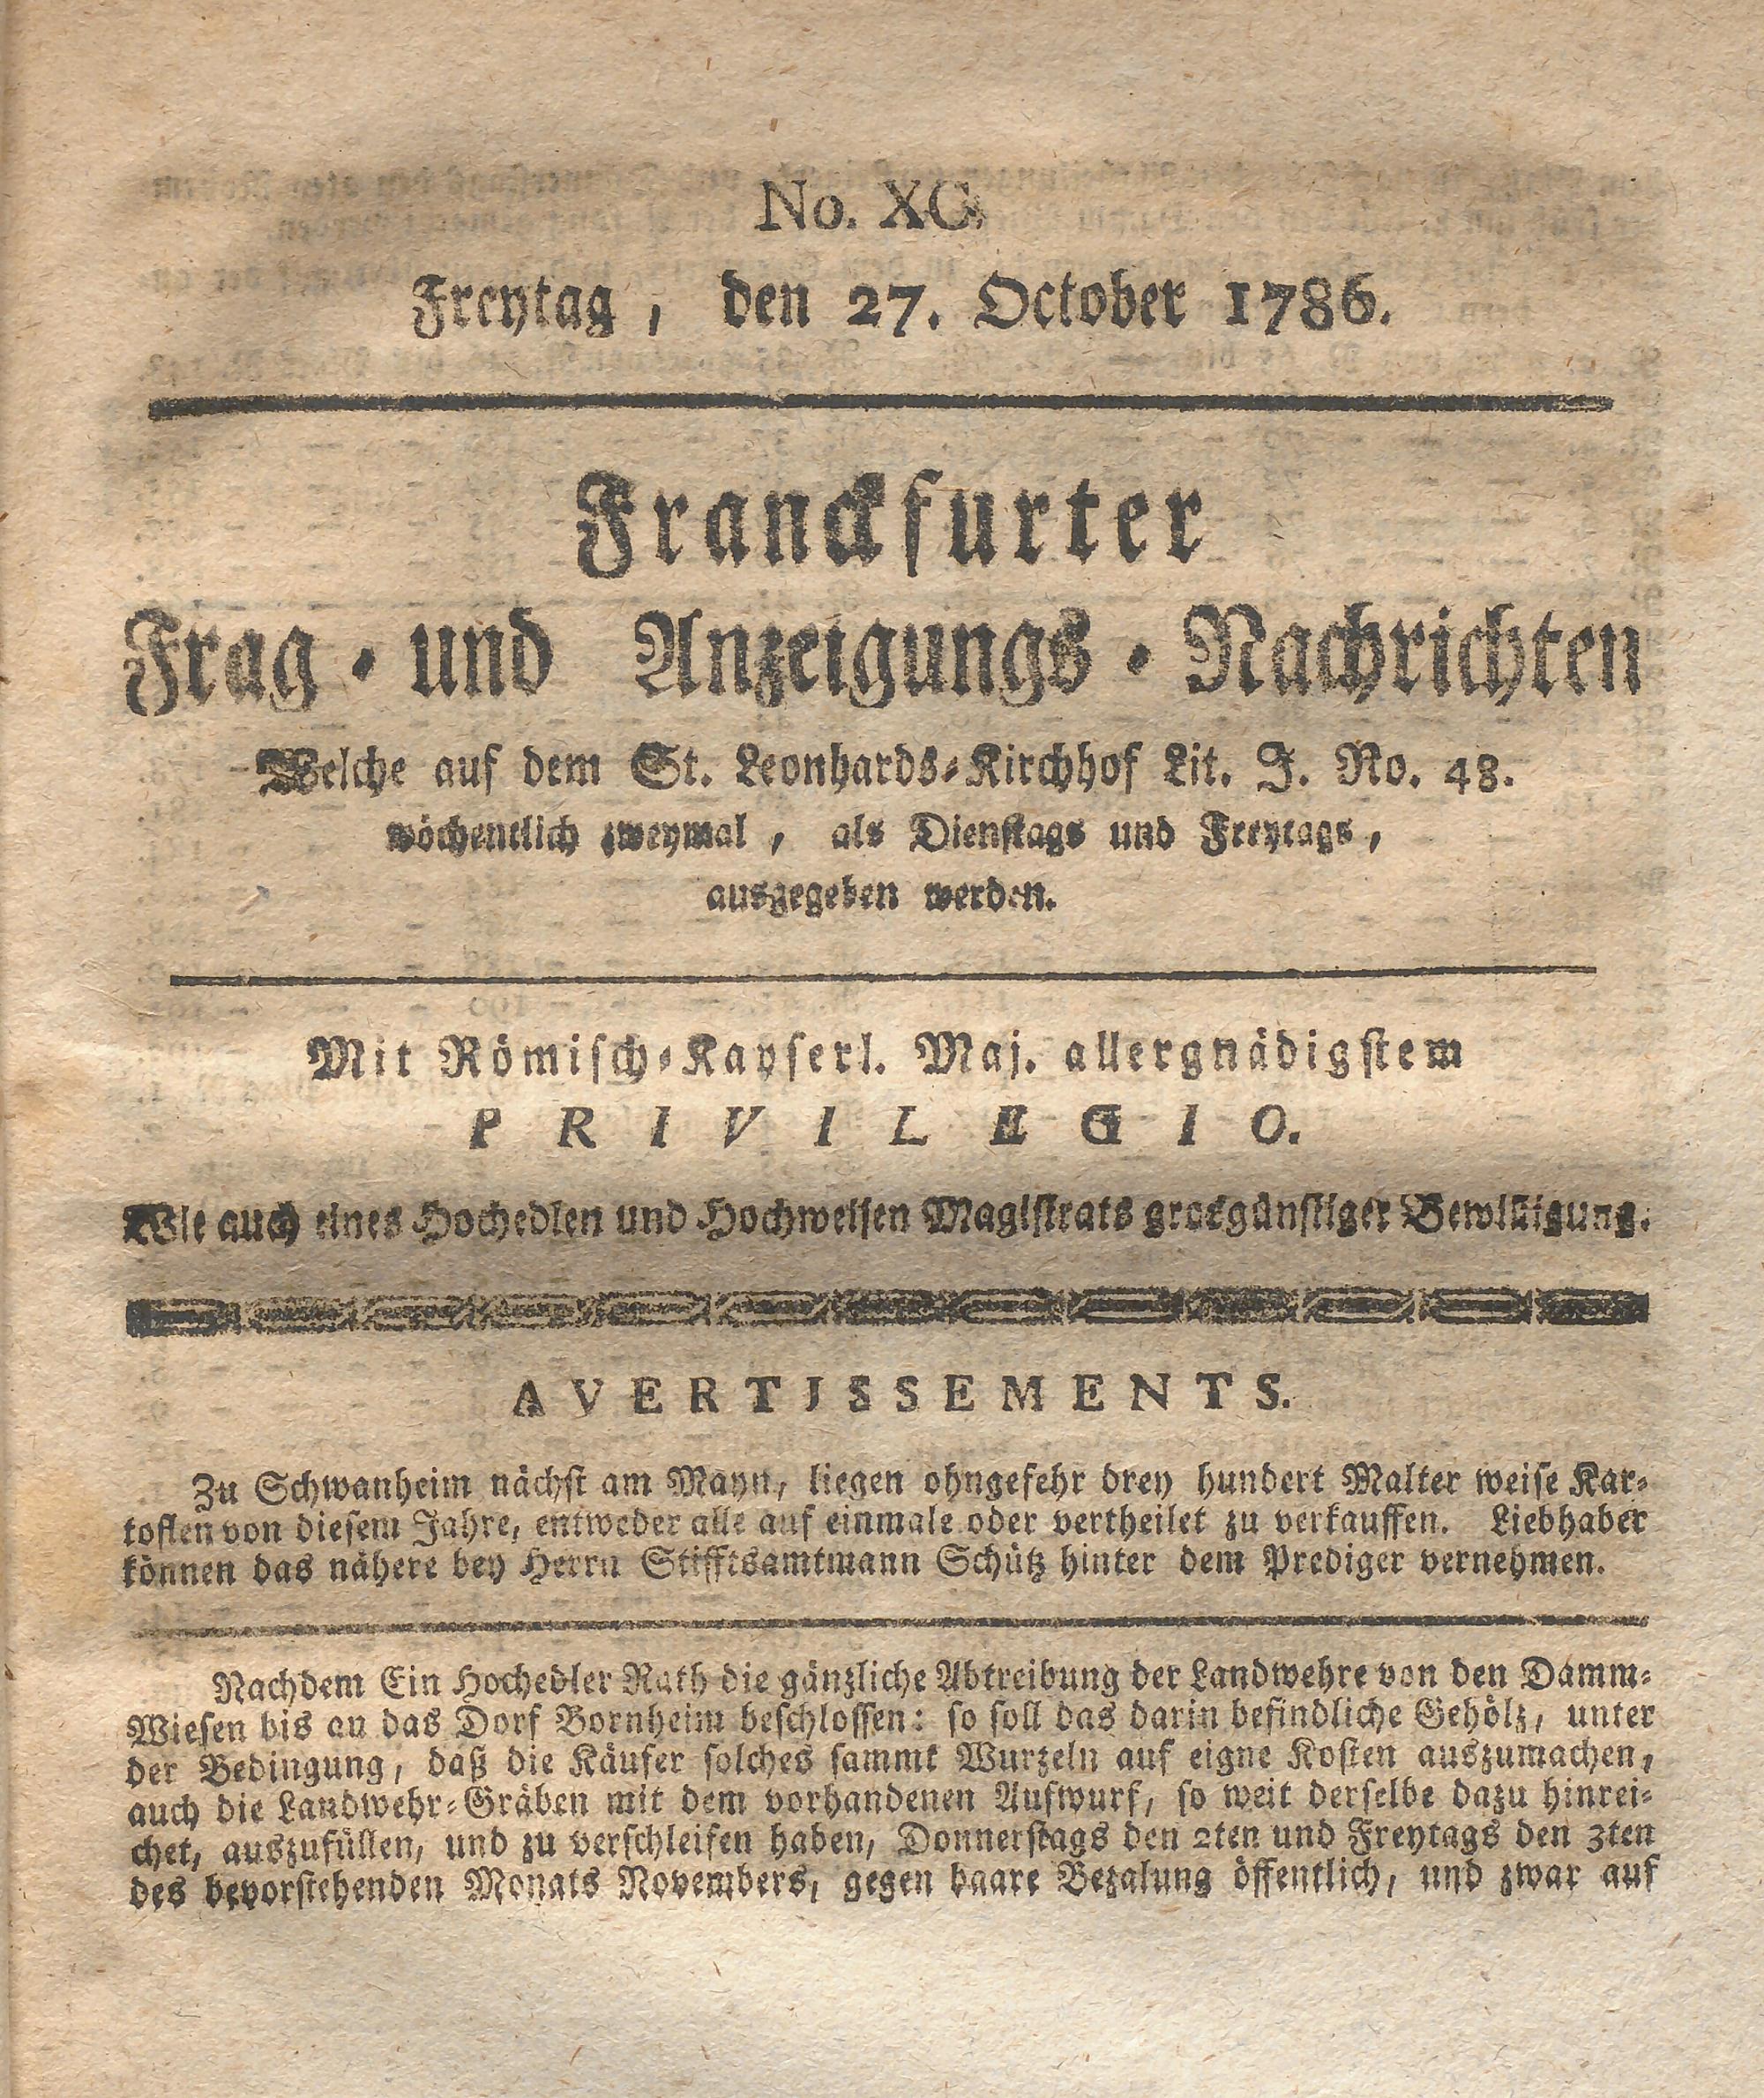 No. XC.
Freytag, den 27. October 1786.
Franckfurter
Frag- und Anzeigungs-Nachrichten
Welche auf dem St. Leonhards-Kirchhof Lit. J. No. 48.
wöchentlich zweymal, als Dienstags und Freytags,
ausgegeben werden.
Mit Römisch-Kayserl. Maj. allergnädigstem
PRIVILEGIO.
Wie auch eines Hochedlen und Hochweisen Magistrats grosgünstiger Bewilligung.
AVERTJSSEMENTS.
Zu Schwanheim nächst am Mayn, liegen ohngefehr drey hundert Malter weise Kar-
toflen von diesem Jahre, entweder alle auf einmale oder vertheilet zu verkauffen. Liebhaber
können das nähere bey Herrn Stifftsamtmann Schütz hinter dem Prediger vernehmen.
Nachdem Ein Hochedler Rath die gänzliche Abtreibung der Landwehre von den Damm-
Wiesen bis an das Dorf Bornheim beschlossen: so soll das darin befindliche Gehölz, unter
der Bedingung, daß die Käufer solches sammt Wurzeln auf eigne Kosten auszumachen,
auch die Landwehr-Gräben mit dem vorhandenen Aufwurf, so weit derselbe dazu hinrei-
chet, auszufüllen, und zu verschleifen haben, Donnerstags den 2ten und Freytags den 3ten
des bevorstehenden Monats Novembers, gegen baare Bezalung öffentlich, und zwar auf